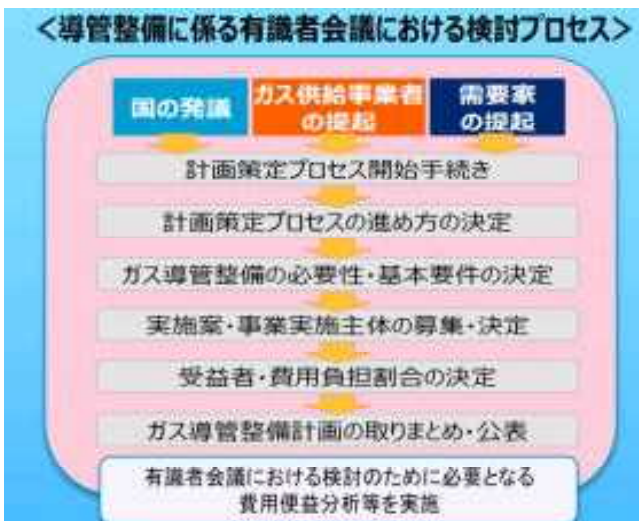 ＜導管整備に係る有識者会議における検討プロセス＞
国の発議
ガス供給事業者
の提起
需要家
の提起
計画策定プロセス開始手続き
計画策定プロセスの進め方の決定
ガス導管整備の必要性・基本要件の決定
実施案・事業実施主体の募集・決定
受益者・費用負担割合の決定
ガス導管整備計画の取りまとめ・公表
有識者会議における検討のために必要となる
費用便益分析等を実施